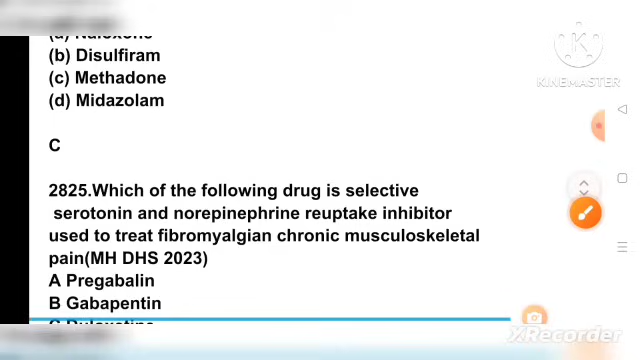 (b) Disulfiram
(c) Methadone
(d) Midazolam
C
2825.Which of the following drug is selective
serotonin and norepinephrine reuptake inhibitor
used to treat fibromyalgian chronic musculoskeletal
pain(MH DHS 2023)
A Pregabalin
B Gabapentin
KINEMASTER
XRecorder